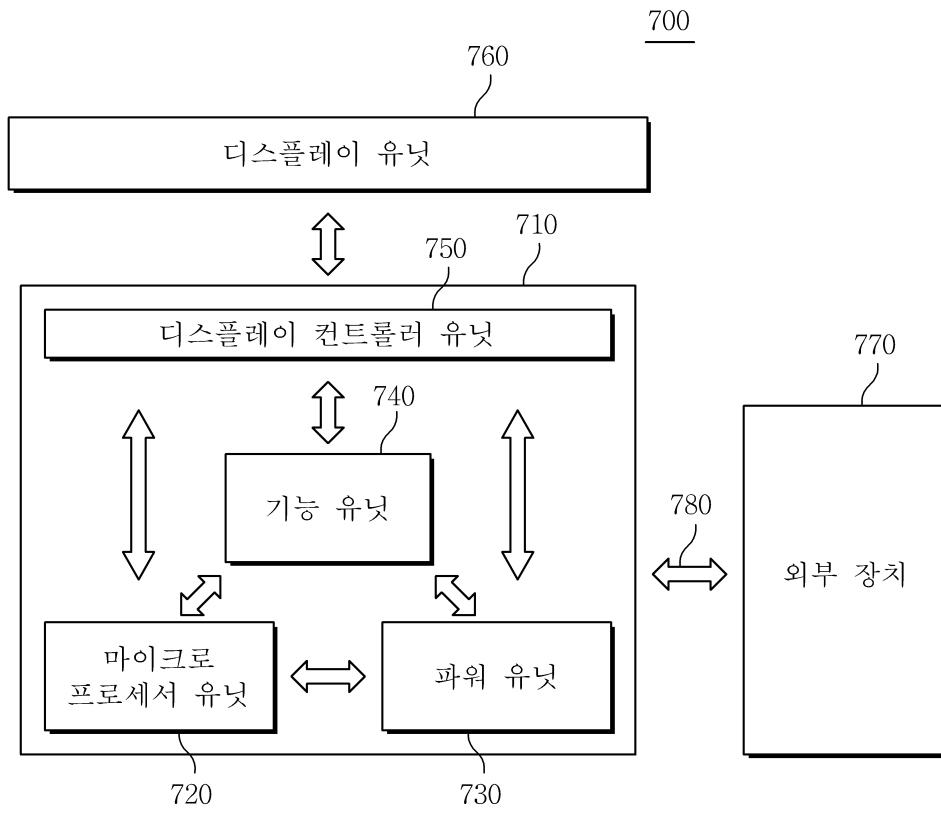 700
760
디스플레이 유닛
710
750
디스플레이 컨트롤러 유닛
770
740
기능 유닛
780
외부 장치
마이크로
프로세서 유닛
파워 유닛
720
730